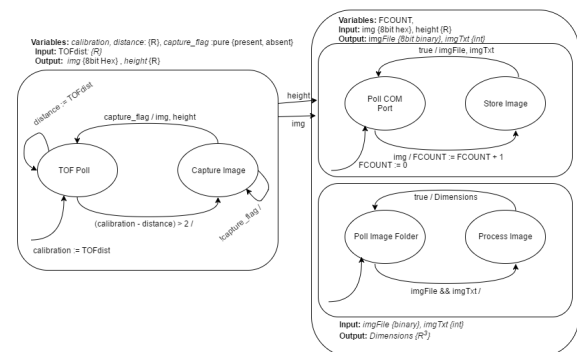 Variables: calibration, distance: {R}, capture_flag :pure {present, absent}
Input: TOFdist: {R}
Output: img {8bit Hex} , height {R}
distance := TOFdist
capture_flag / img, height
TOF Poll
Capture Image
(calibration - distance) > 2 /
!capture_flag /
calibration := TOFdist
height
img
Variables: FCOUNT,
Input: img {8bit Hex}, height {R}
Output: imgFile {8bit binary}, imgTxt {int}
true / imgFile, imgTxt
Poll COM
Port
Store Image
img / FCOUNT := FCOUNT + 1
FCOUNT := 0
true / Dimensions
Poll Image Folder
Process Image
imgFile && imgTxt /
Input: imgFile {binary}, imgTxt {int}
Output: Dimensions {R³}